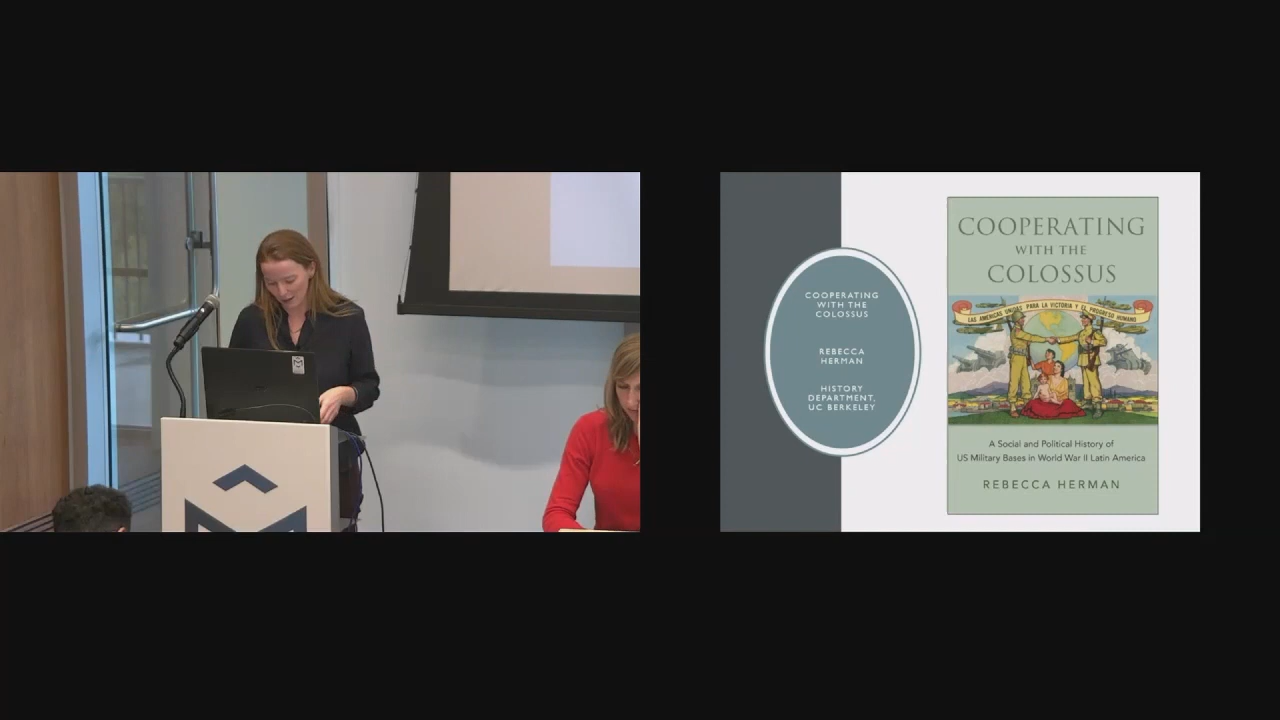 COOPERATING
WITH THE
COLOSSUS
REBECCA
HERMAN
HISTORY
DEPARTMENT,
UC BERKELEY
COOPERATING
WITH THE
COLOSSUS
LAS AMERICAS UNIDAS PARA LA VICTORIA Y EL PROGRESO HUMANO
A Social and Political History of
US Military Bases in World War II Latin America
REBECCA HERMAN